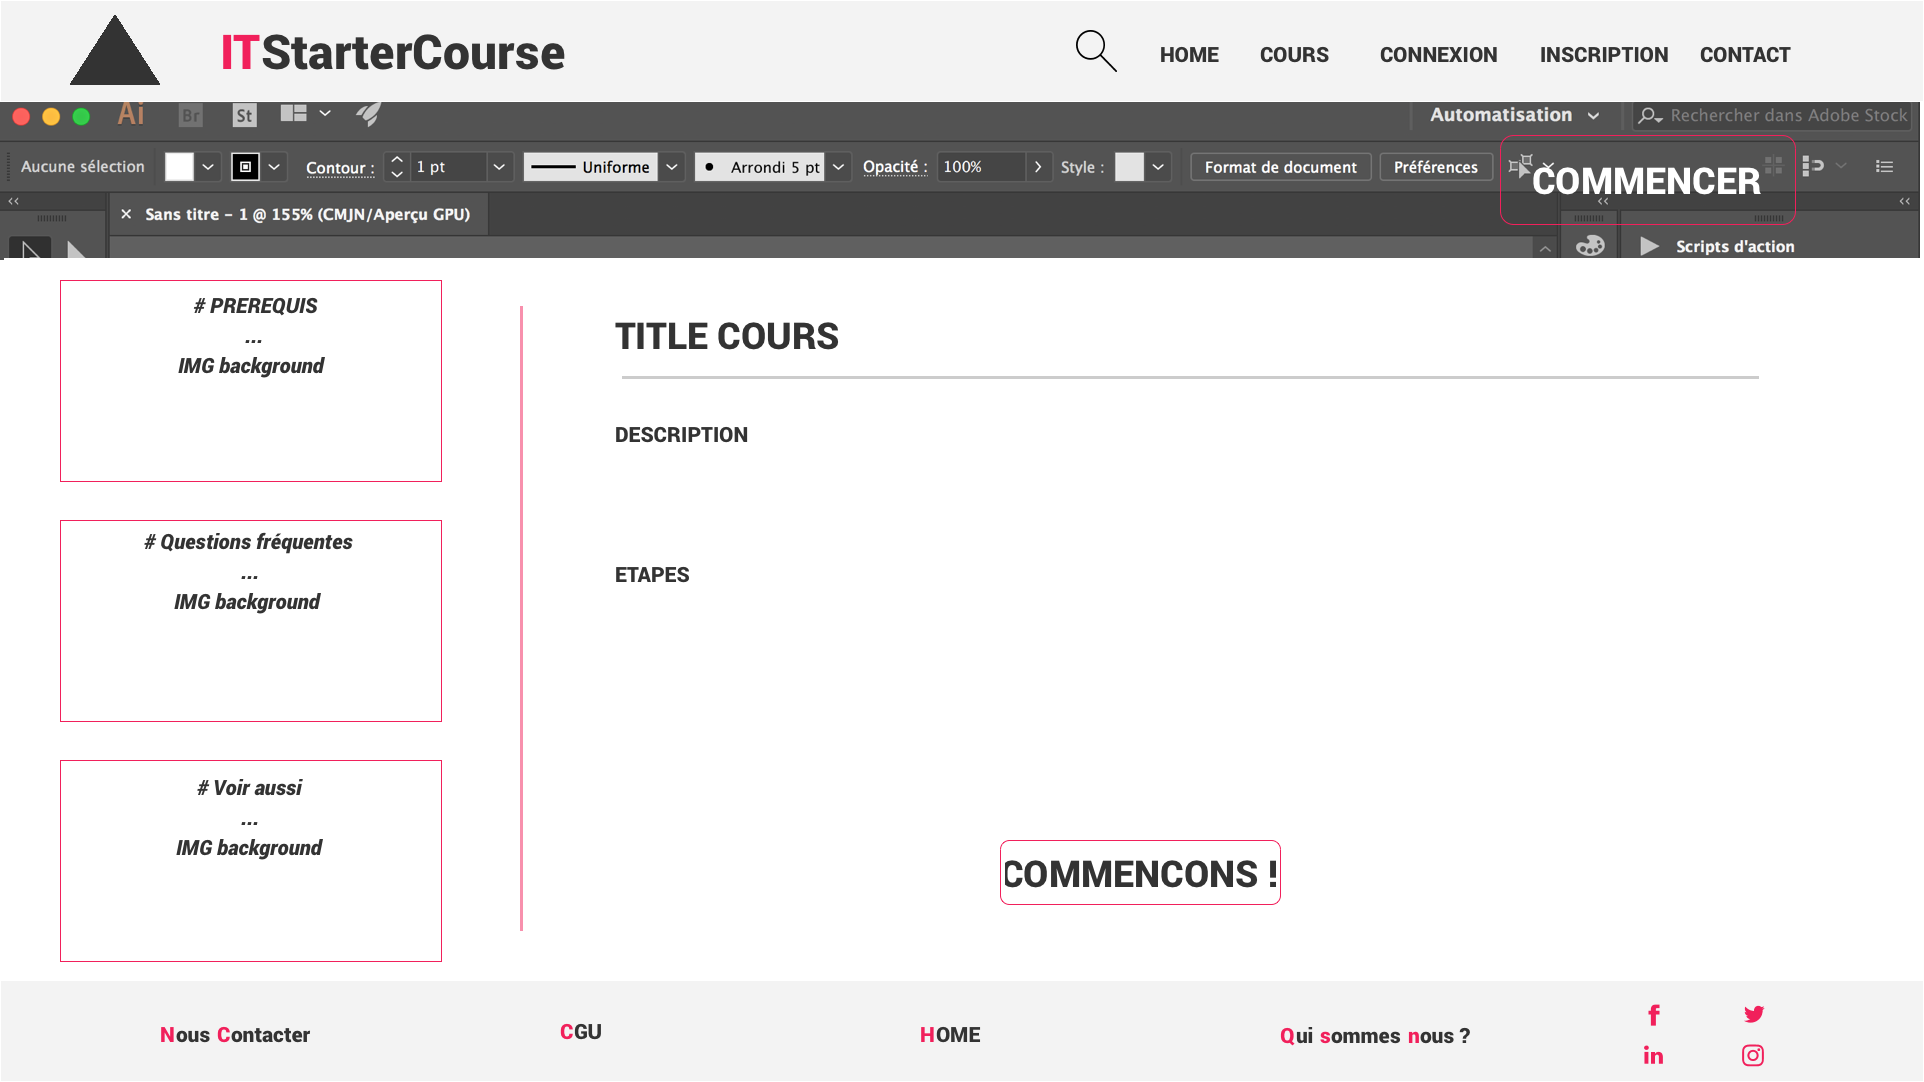 ITStarterCourse
HOME COURS CONNEXION INSCRIPTION CONTACT
Ai Br St Automatisation Rechercher dans Adobe Stock
Aucune sélection Contour : 1 pt Uniforme Arrondi 5 pt Opacité : 100% Style : Format de document Préférences
COMMENCER
× Sans titre – 1 @ 155% (CMJN/Aperçu GPU)
Scripts d'action
# PREREQUIS
...
IMG background
TITLE COURS
DESCRIPTION
# Questions fréquentes
...
IMG background
ETAPES
# Voir aussi
...
IMG background
COMMENCONS !
Nous Contacter CGU HOME Qui sommes nous ?
f
in